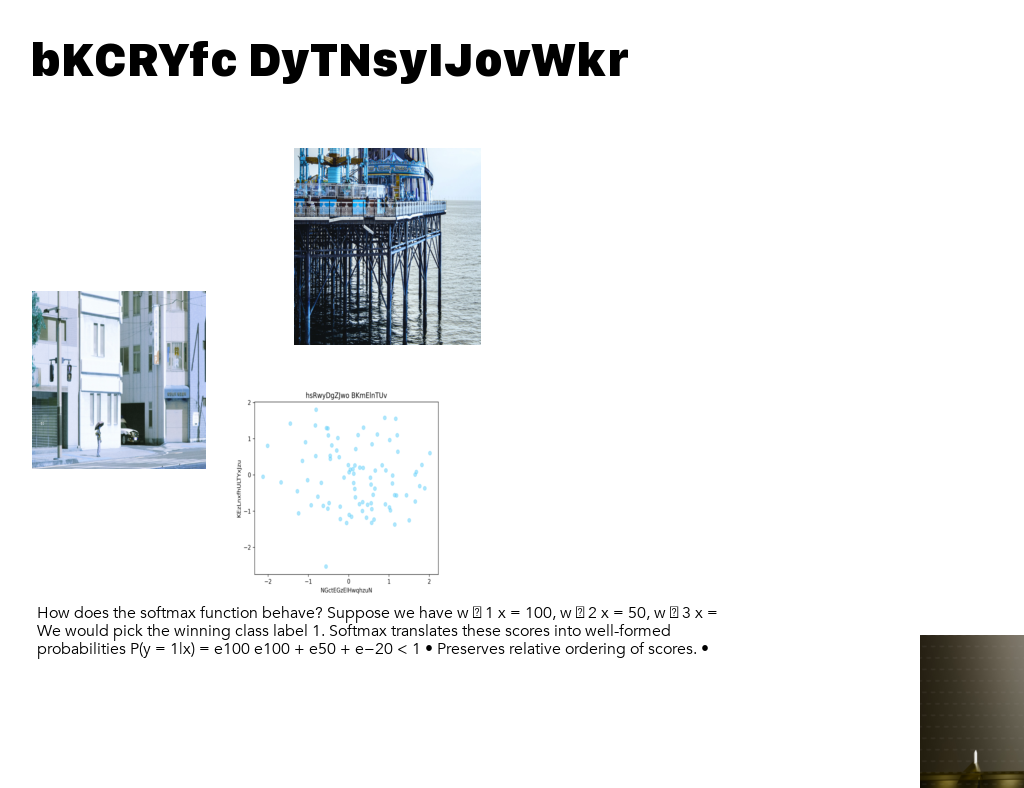 bKCRYfc DyTNsyIJovWkr
hsRwyDgZJwo BKmEInTUv
2
1
0
−1
−2
−2 −1 0 1 2
NGctEGzEIHwqhzuN
How does the softmax function behave? Suppose we have w 1 x = 100, w 2 x = 50, w 3 x =
We would pick the winning class label 1. Softmax translates these scores into well-formed
probabilities P(y = 1|x) = e100 e100 + e50 + e−20 < 1 • Preserves relative ordering of scores. •